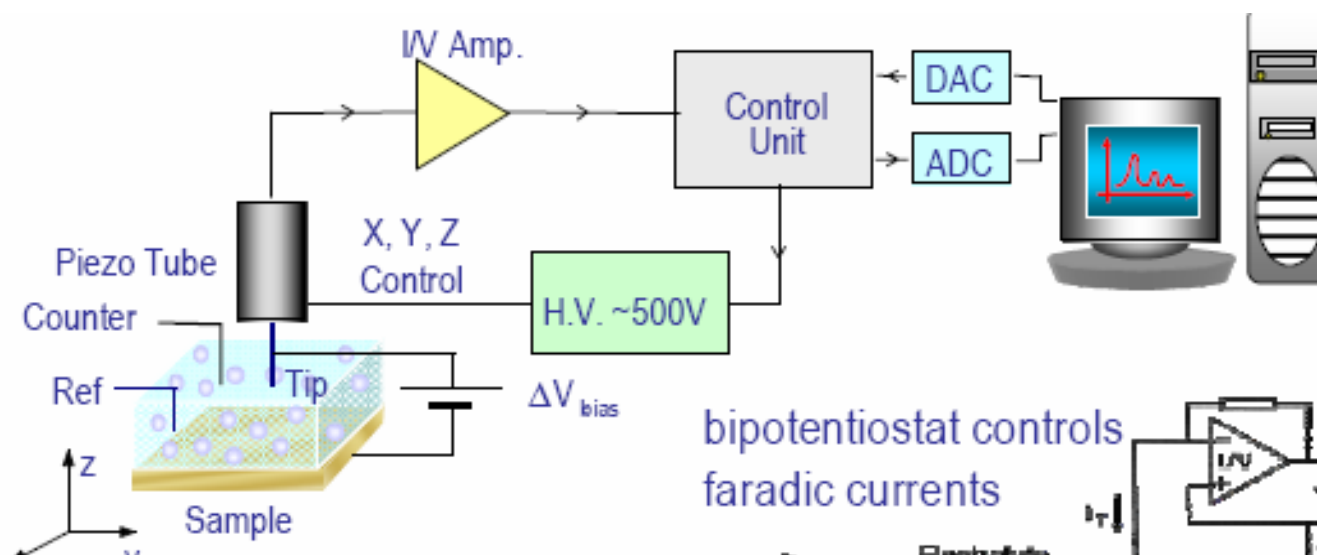 I/V Amp.
Control
Unit
DAC
ADC
Piezo Tube
X, Y, Z
Control
H.V. ~500V
Counter
Ref
Tip
ΔV bias
bipotentiostat controls
faradic currents
I/V
iT
Z
Sample